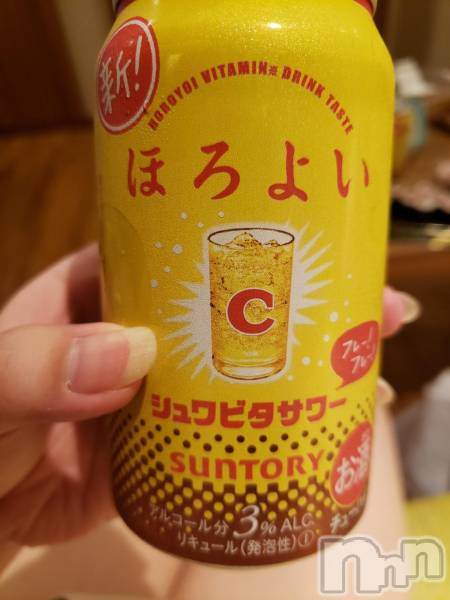 新!
HOROYOI VITAMIN※ DRINK TASTE
ほろよい
C
フレー!
フレー!
シュワビタサワー
SUNTORY
お酒
アルコール分3%ALC.
リキュール(発泡性)①
nnn